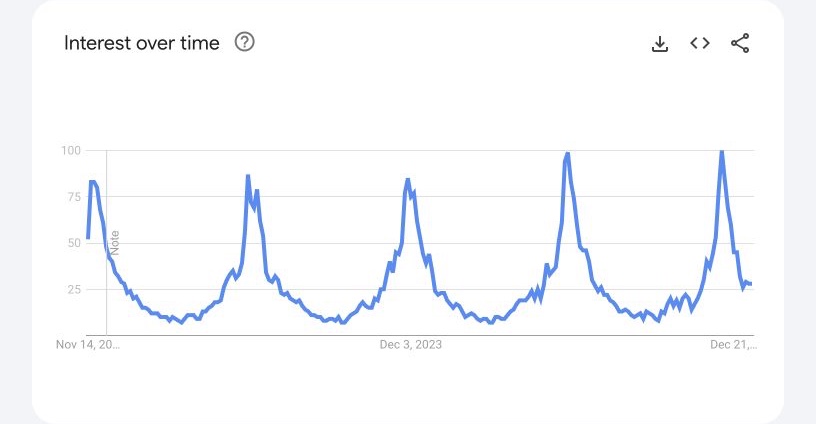 Interest over time
100
75
50
25
Note
Nov 14, 20...
Dec 3, 2023
Dec 21,...